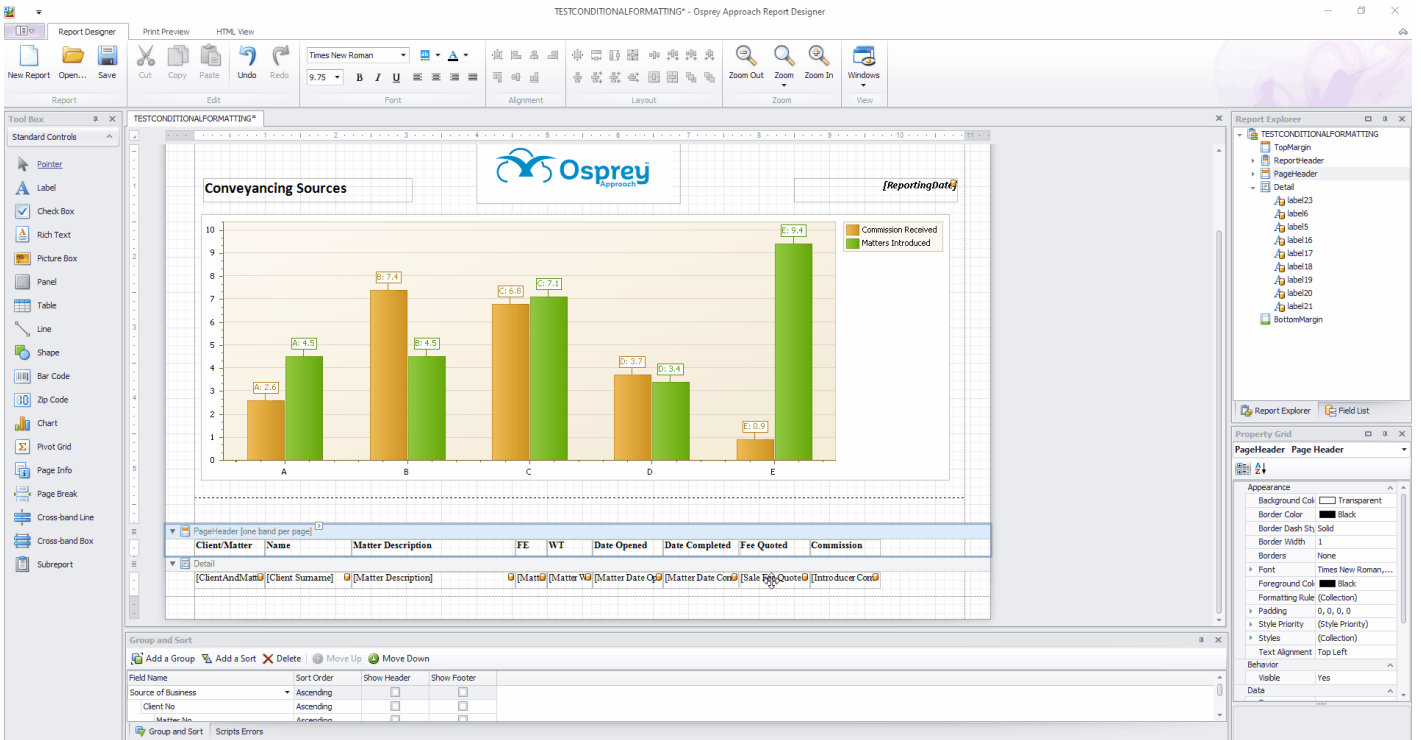 TESTCONDITIONALFORMATTING* - Osprey Approach Report Designer
Report Designer Print Preview HTML View
New Report Open... Save Cut Copy Paste Undo Redo Times New Roman 9.75 B I U Zoom Out Zoom Zoom In Windows
Report Edit Font Alignment Layout Zoom View
Tool Box
Standard Controls
Pointer
Label
Check Box
Rich Text
Picture Box
Panel
Table
Line
Shape
Bar Code
Zip Code
Chart
Pivot Grid
Page Info
Page Break
Cross-band Line
Cross-band Box
Subreport
TESTCONDITIONALFORMATTING*
1 2 3 4 5 6 7 8 9 10 11
Conveyancing Sources
Osprey
Approach
[ReportingDate]
10
9
8
7
6
5
4
3
2
1
0
A: 2.6
A: 4.5
B: 7.4
B: 4.5
C: 6.8
C: 7.1
D: 3.7
D: 3.4
E: 0.9
E: 9.4
A B C D E
Commission Received
Matters Introduced
PageHeader [one band per page]
Client/Matter Name Matter Description FE WT Date Opened Date Completed Fee Quoted Commission
Detail
[ClientAndMatt [Client Surname] [Matter Description] [Matt [Matter W [Matter Date Op [Matter Date Com [Sale Fee Quote [Introducer Com
Group and Sort
Add a Group Add a Sort Delete Move Up Move Down
Field Name Sort Order Show Header Show Footer
Source of Business Ascending
Client No Ascending
Matter No Ascending
Group and Sort Scripts Errors
Report Explorer
TESTCONDITIONALFORMATTING
TopMargin
ReportHeader
PageHeader
Detail
label23
label6
label5
label16
label17
label18
label19
label20
label21
BottomMargin
Report Explorer Field List
Property Grid
PageHeader Page Header
Appearance
Background Col Transparent
Border Color Black
Border Dash Sty Solid
Border Width 1
Borders None
Font Times New Roman,...
Foreground Col Black
Formatting Rule (Collection)
Padding 0, 0, 0, 0
Style Priority (Style Priority)
Styles (Collection)
Text Alignment Top Left
Behavior
Visible Yes
Data